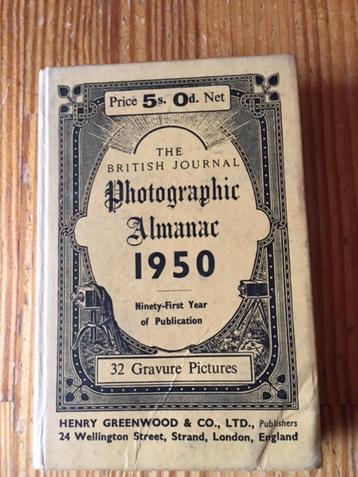 Price 5s. 0d. Net
THE
BRITISH JOURNAL
Photographic
Almanac
1950
Ninety-First Year
of Publication
32 Gravure Pictures
HENRY GREENWOOD & CO., LTD., Publishers
24 Wellington Street, Strand, London, England